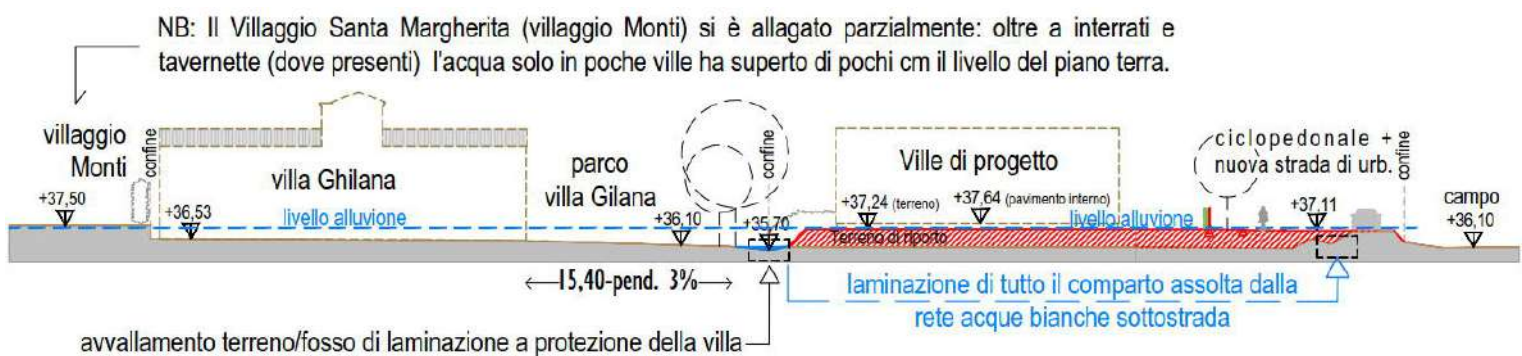 NB: Il Villaggio Santa Margherita (villaggio Monti) si è allagato parzialmente: oltre a interrati e
tavernette (dove presenti) l'acqua solo in poche ville ha superto di pochi cm il livello del piano terra.
villaggio
Monti
confine
villa Ghilana
parco
villa Gilana
confine
Ville di progetto
ciclopedonale +
nuova strada di urb.
confine
campo
+37,50
+36,53
livello alluvione
+36,10
+35,70
+37,24 (terreno)
+37,64 (pavimento interno)
livello alluvione
+37,11
+36,10
Terreno di riporto
15,40-pend. 3%
laminazione di tutto il comparto assolta dalla
rete acque bianche sottostrada
avvallamento terreno/fosso di laminazione a protezione della villa